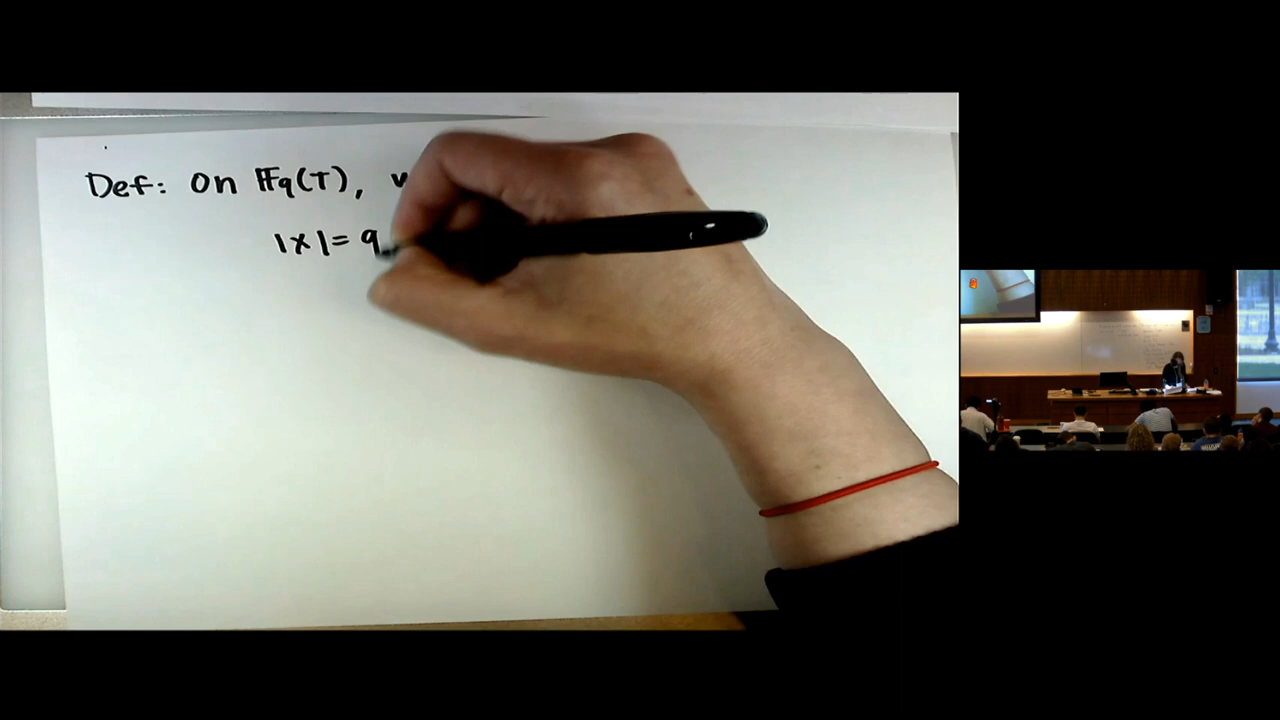 Def: On 𝔽q(T),
|x| = q